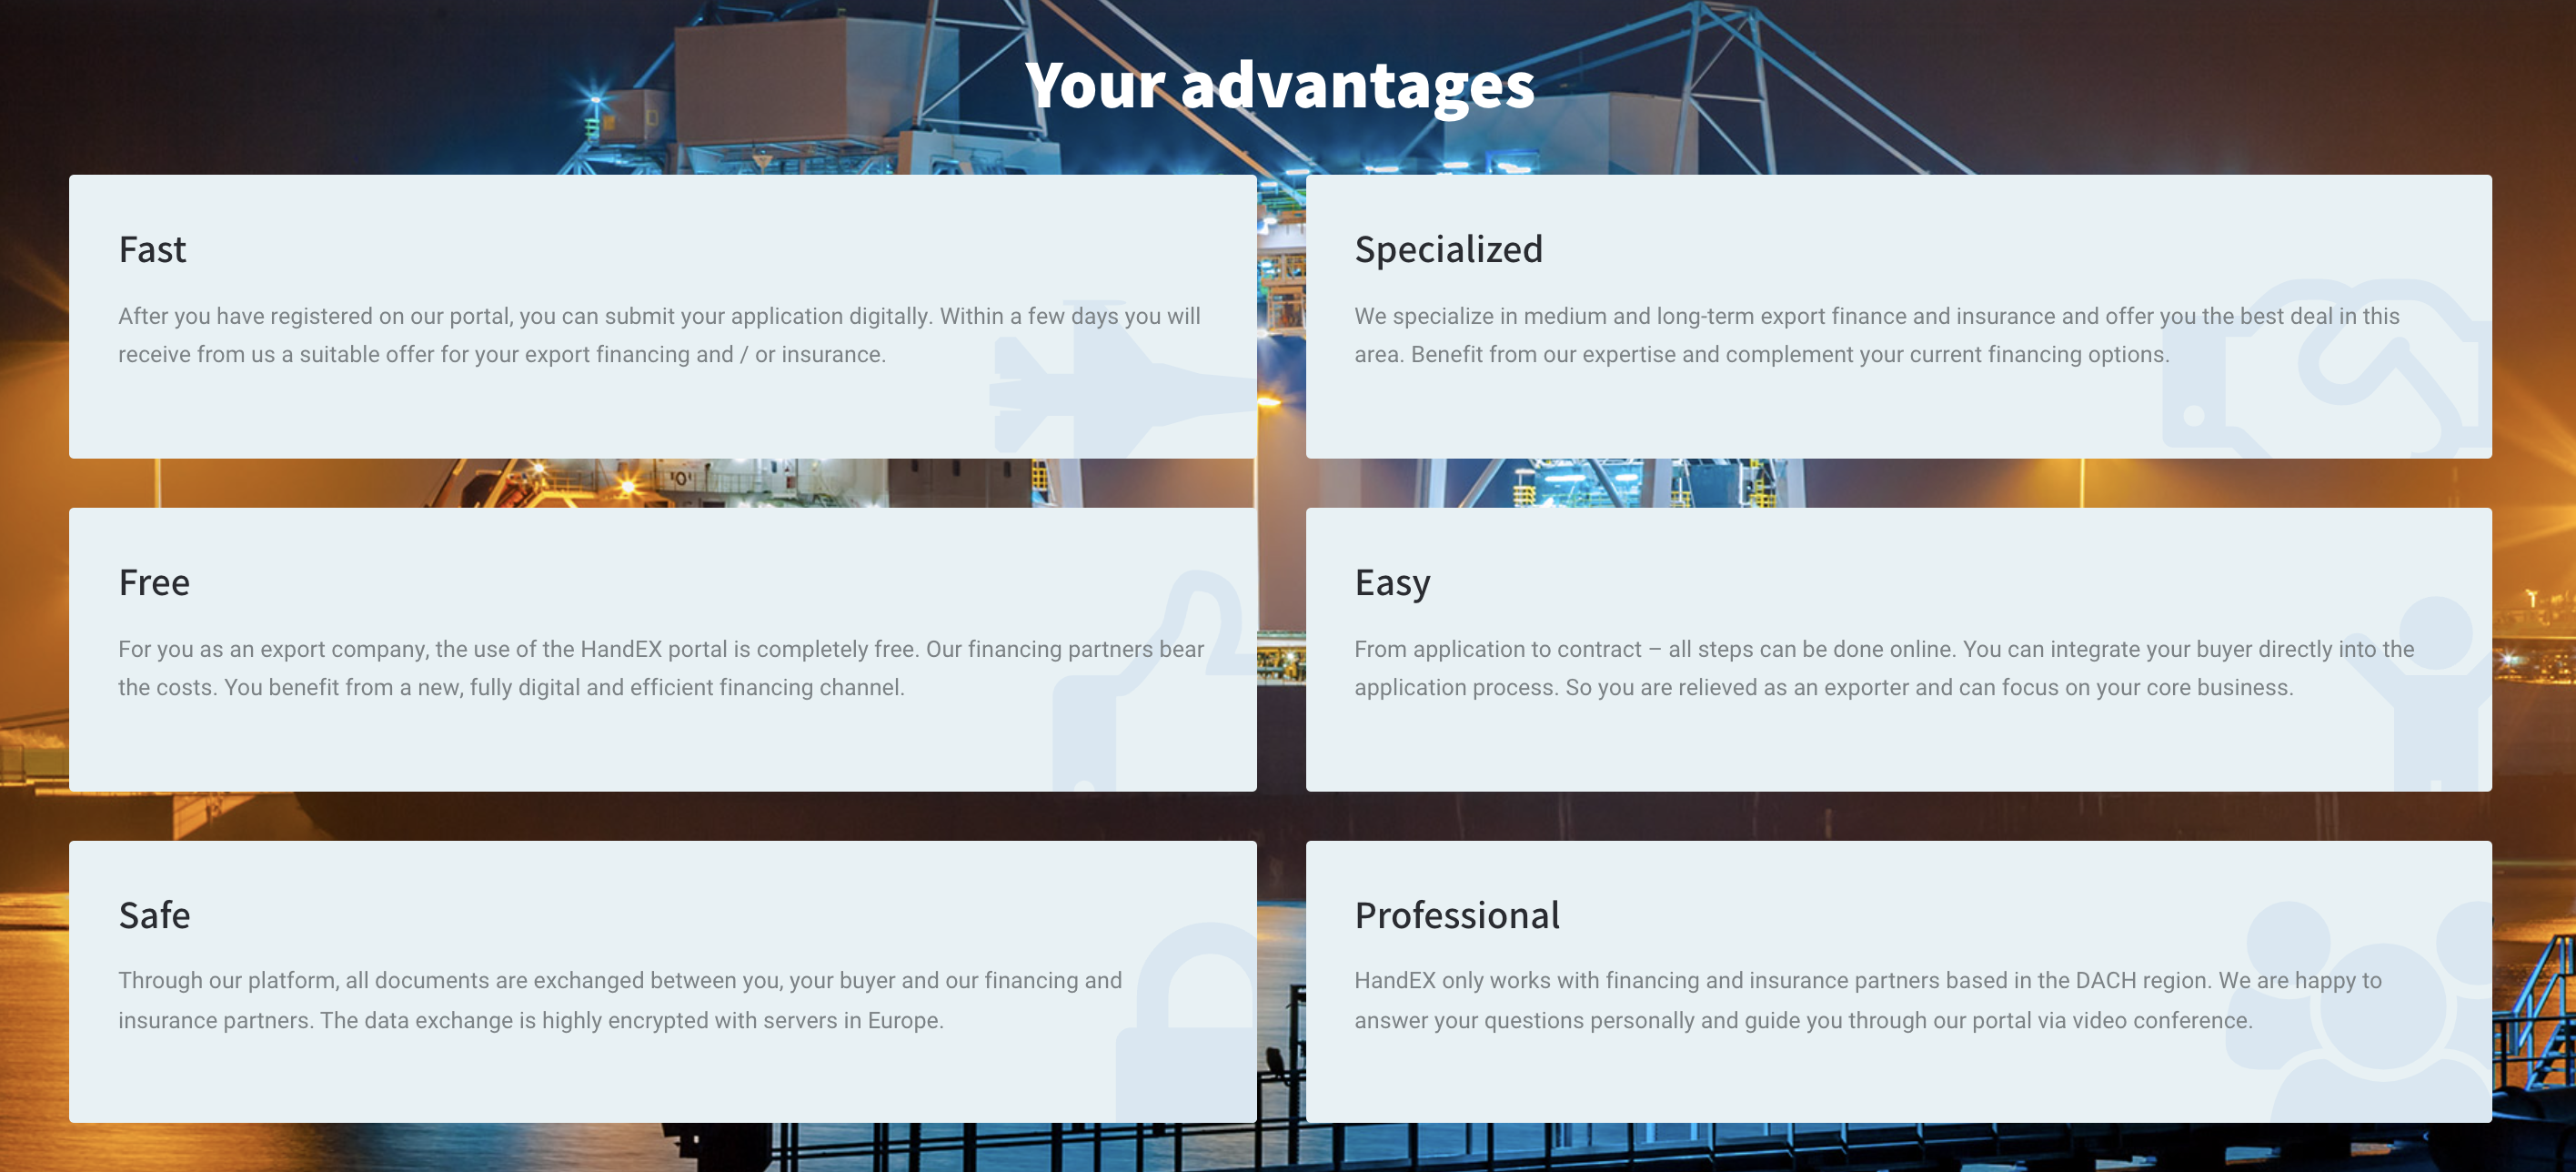 Your advantages
Fast
After you have registered on our portal, you can submit your application digitally. Within a few days you will
receive from us a suitable offer for your export financing and / or insurance.
Specialized
We specialize in medium and long-term export finance and insurance and offer you the best deal in this
area. Benefit from our expertise and complement your current financing options.
Free
For you as an export company, the use of the HandEX portal is completely free. Our financing partners bear
the costs. You benefit from a new, fully digital and efficient financing channel.
Easy
From application to contract – all steps can be done online. You can integrate your buyer directly into the
application process. So you are relieved as an exporter and can focus on your core business.
Safe
Through our platform, all documents are exchanged between you, your buyer and our financing and
insurance partners. The data exchange is highly encrypted with servers in Europe.
Professional
HandEX only works with financing and insurance partners based in the DACH region. We are happy to
answer your questions personally and guide you through our portal via video conference.